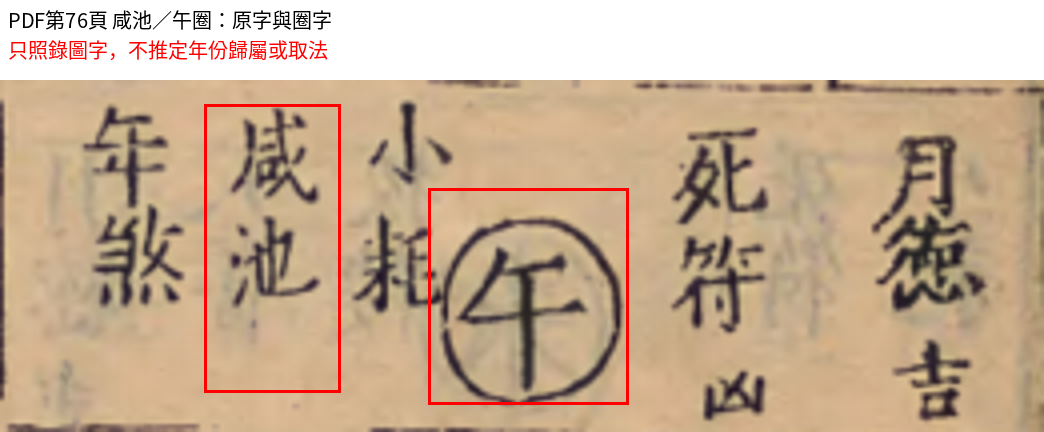 PDF第76頁 咸池／午圈：原字與圈字
只照錄圖字，不推定年份歸屬或取法
月德 吉
死符 凶
午
小耗
咸池
年煞